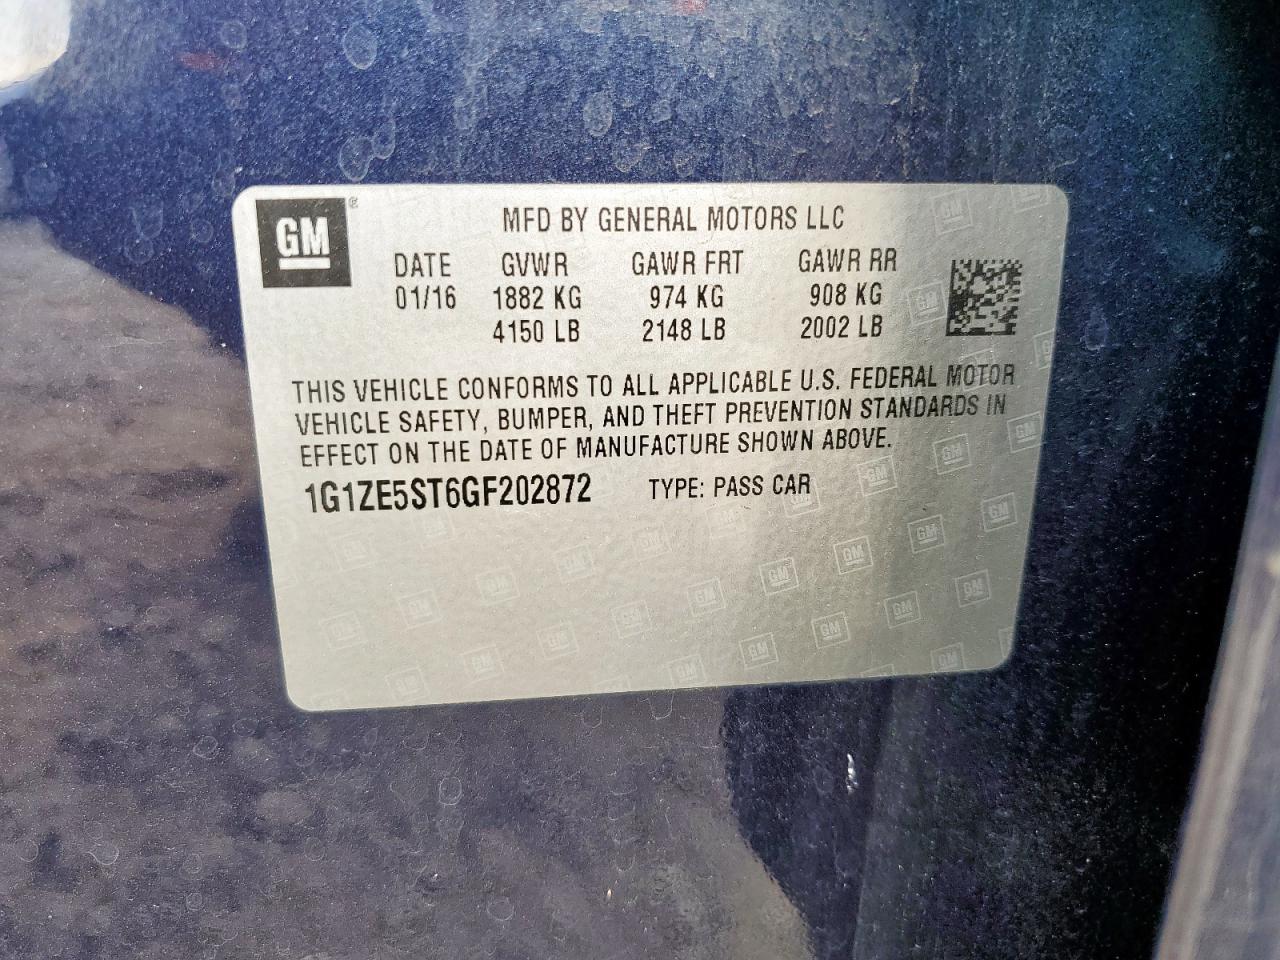 GM®
MFD BY GENERAL MOTORS LLC
DATE GVWR GAWR FRT GAWR RR
01/16 1882 KG 974 KG 908 KG
4150 LB 2148 LB 2002 LB
THIS VEHICLE CONFORMS TO ALL APPLICABLE U.S. FEDERAL MOTOR
VEHICLE SAFETY, BUMPER, AND THEFT PREVENTION STANDARDS IN
EFFECT ON THE DATE OF MANUFACTURE SHOWN ABOVE.
1G1ZE5ST6GF202872 TYPE: PASS CAR